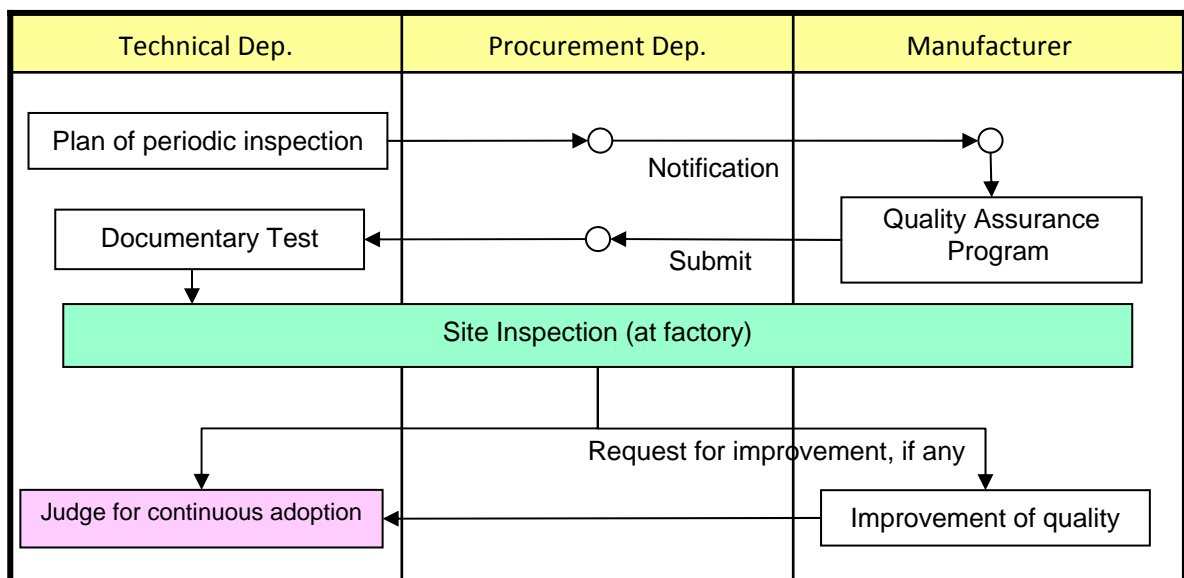 Technical Dep.
Procurement Dep.
Manufacturer
Plan of periodic inspection
Notification
Documentary Test
Submit
Quality Assurance
Program
Site Inspection (at factory)
Request for improvement, if any
Judge for continuous adoption
Improvement of quality